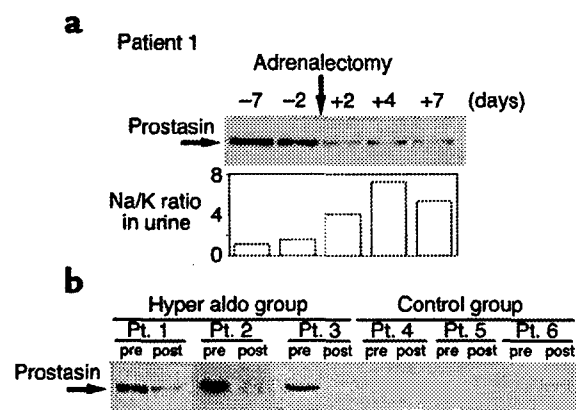 a
Patient 1
Adrenalectomy
−7 −2 +2 +4 +7 (days)
Prostasin
8
Na/K ratio 4
in urine
0
b
Hyper aldo group Control group
Pt. 1 Pt. 2 Pt. 3 Pt. 4 Pt. 5 Pt. 6
pre post pre post pre post pre post pre post pre post
Prostasin